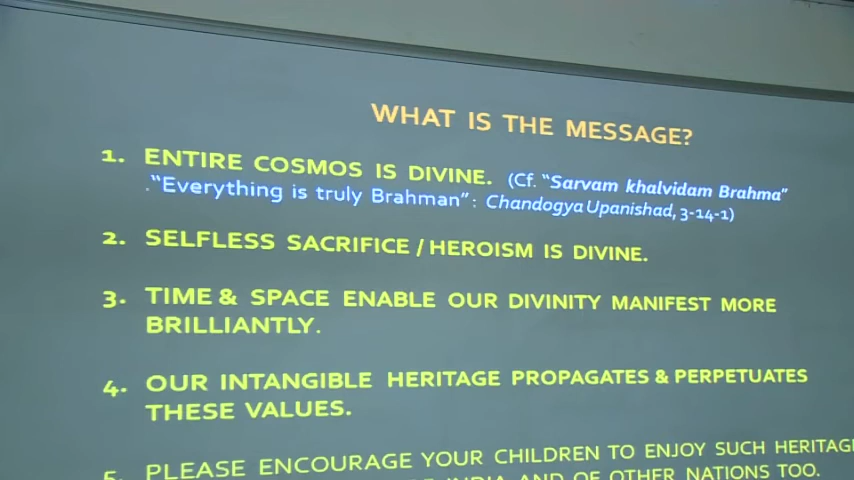 WHAT IS THE MESSAGE?
1. ENTIRE COSMOS IS DIVINE. (Cf. “Sarvam khalvidam Brahma”
.“Everything is truly Brahman” : Chandogya Upanishad, 3-14-1)
2. SELFLESS SACRIFICE / HEROISM IS DIVINE.
3. TIME & SPACE ENABLE OUR DIVINITY MANIFEST MORE
BRILLIANTLY.
4. OUR INTANGIBLE HERITAGE PROPAGATES & PERPETUATES
THESE VALUES.
5. PLEASE ENCOURAGE YOUR CHILDREN TO ENJOY SUCH HERITAGE
INDIA AND OF OTHER NATIONS TOO.